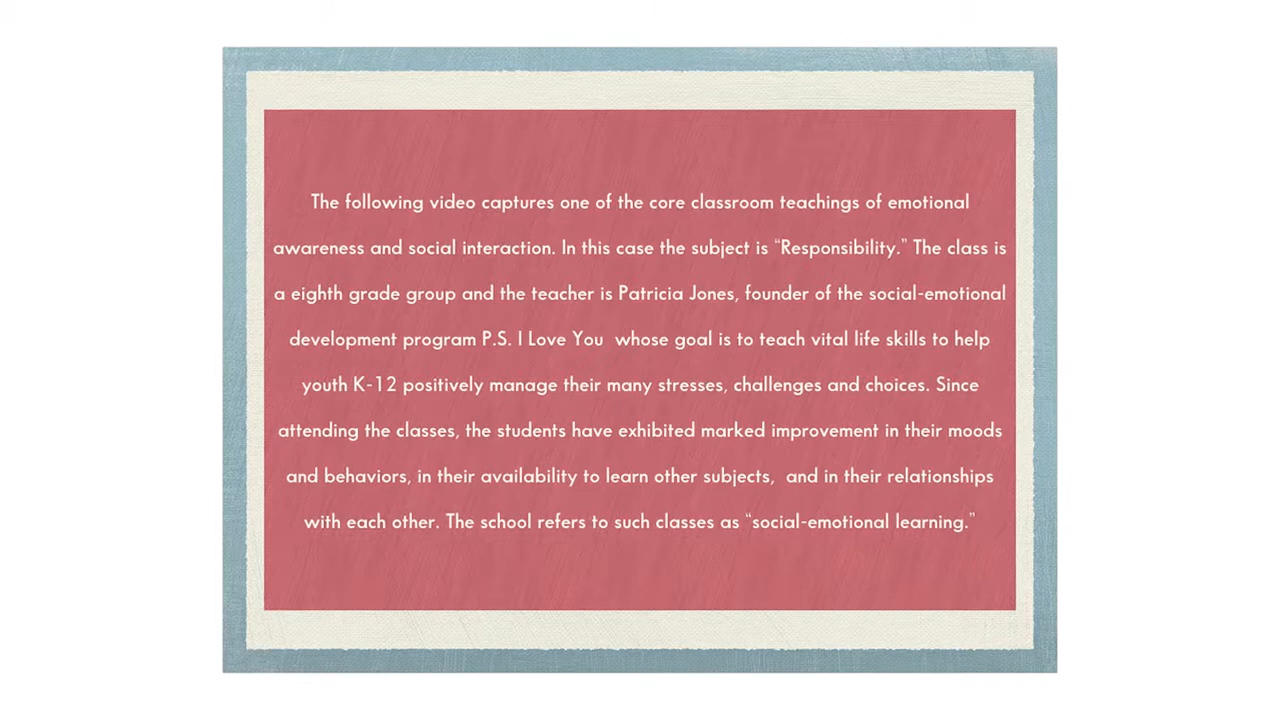 The following video captures one of the core classroom teachings of emotional
awareness and social interaction. In this case the subject is “Responsibility.” The class is
a eighth grade group and the teacher is Patricia Jones, founder of the social-emotional
development program P.S. I Love You  whose goal is to teach vital life skills to help
youth K-12 positively manage their many stresses, challenges and choices. Since
attending the classes, the students have exhibited marked improvement in their moods
and behaviors, in their availability to learn other subjects,  and in their relationships
with each other. The school refers to such classes as “social-emotional learning.”